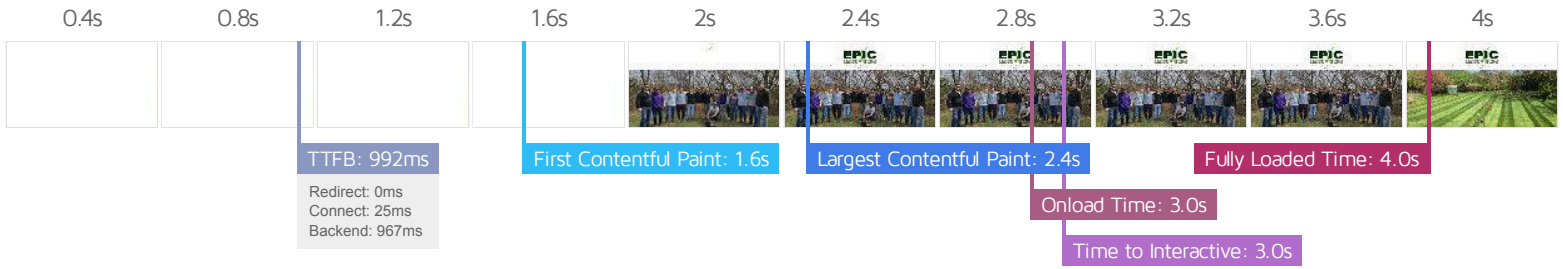 0.4s 0.8s 1.2s 1.6s 2s 2.4s 2.8s 3.2s 3.6s 4s
EPIC EPIC EPIC EPIC
TTFB: 992ms
First Contentful Paint: 1.6s
Largest Contentful Paint: 2.4s
Fully Loaded Time: 4.0s
Redirect: 0ms
Connect: 25ms
Backend: 967ms
Onload Time: 3.0s
Time to Interactive: 3.0s